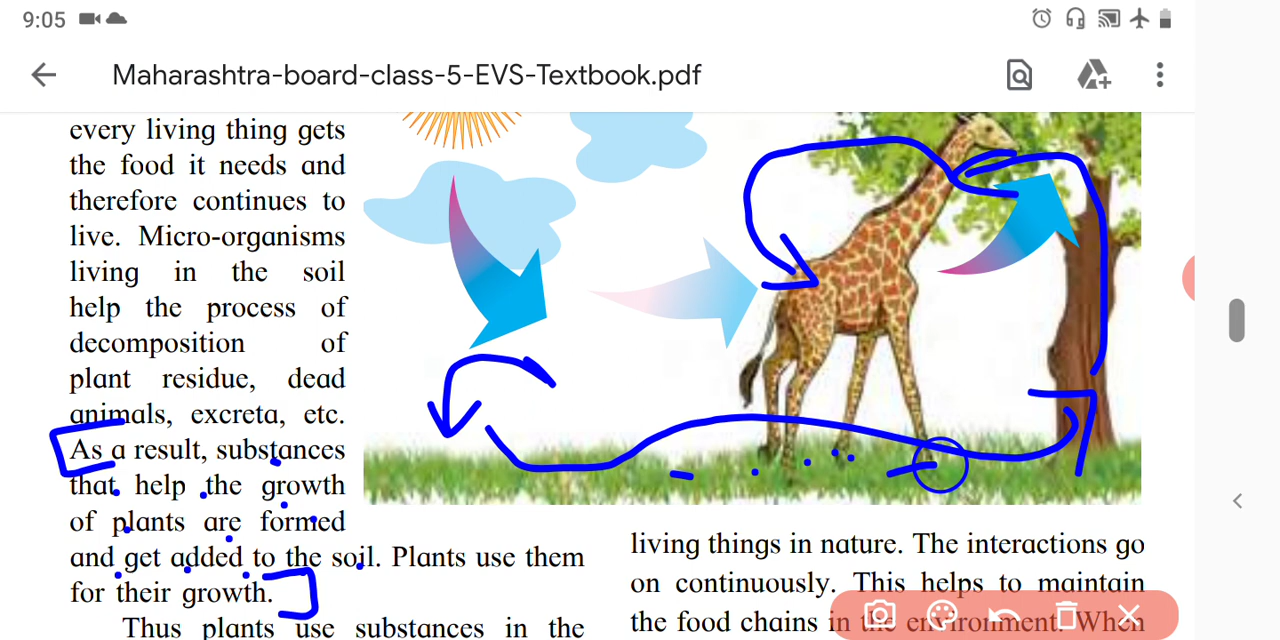 9:05
Maharashtra-board-class-5-EVS-Textbook.pdf
every living thing gets
the food it needs and
therefore continues to
live. Micro-organisms
living in the soil
help the process of
decomposition of
plant residue, dead
animals, excreta, etc.
As a result, substances
that help the growth
of plants are formed
and get added to the soil. Plants use them
for their growth.
Thus plants use substances in the
living things in nature. The interactions go
on continuously. This helps to maintain
the food chains in the environment. When